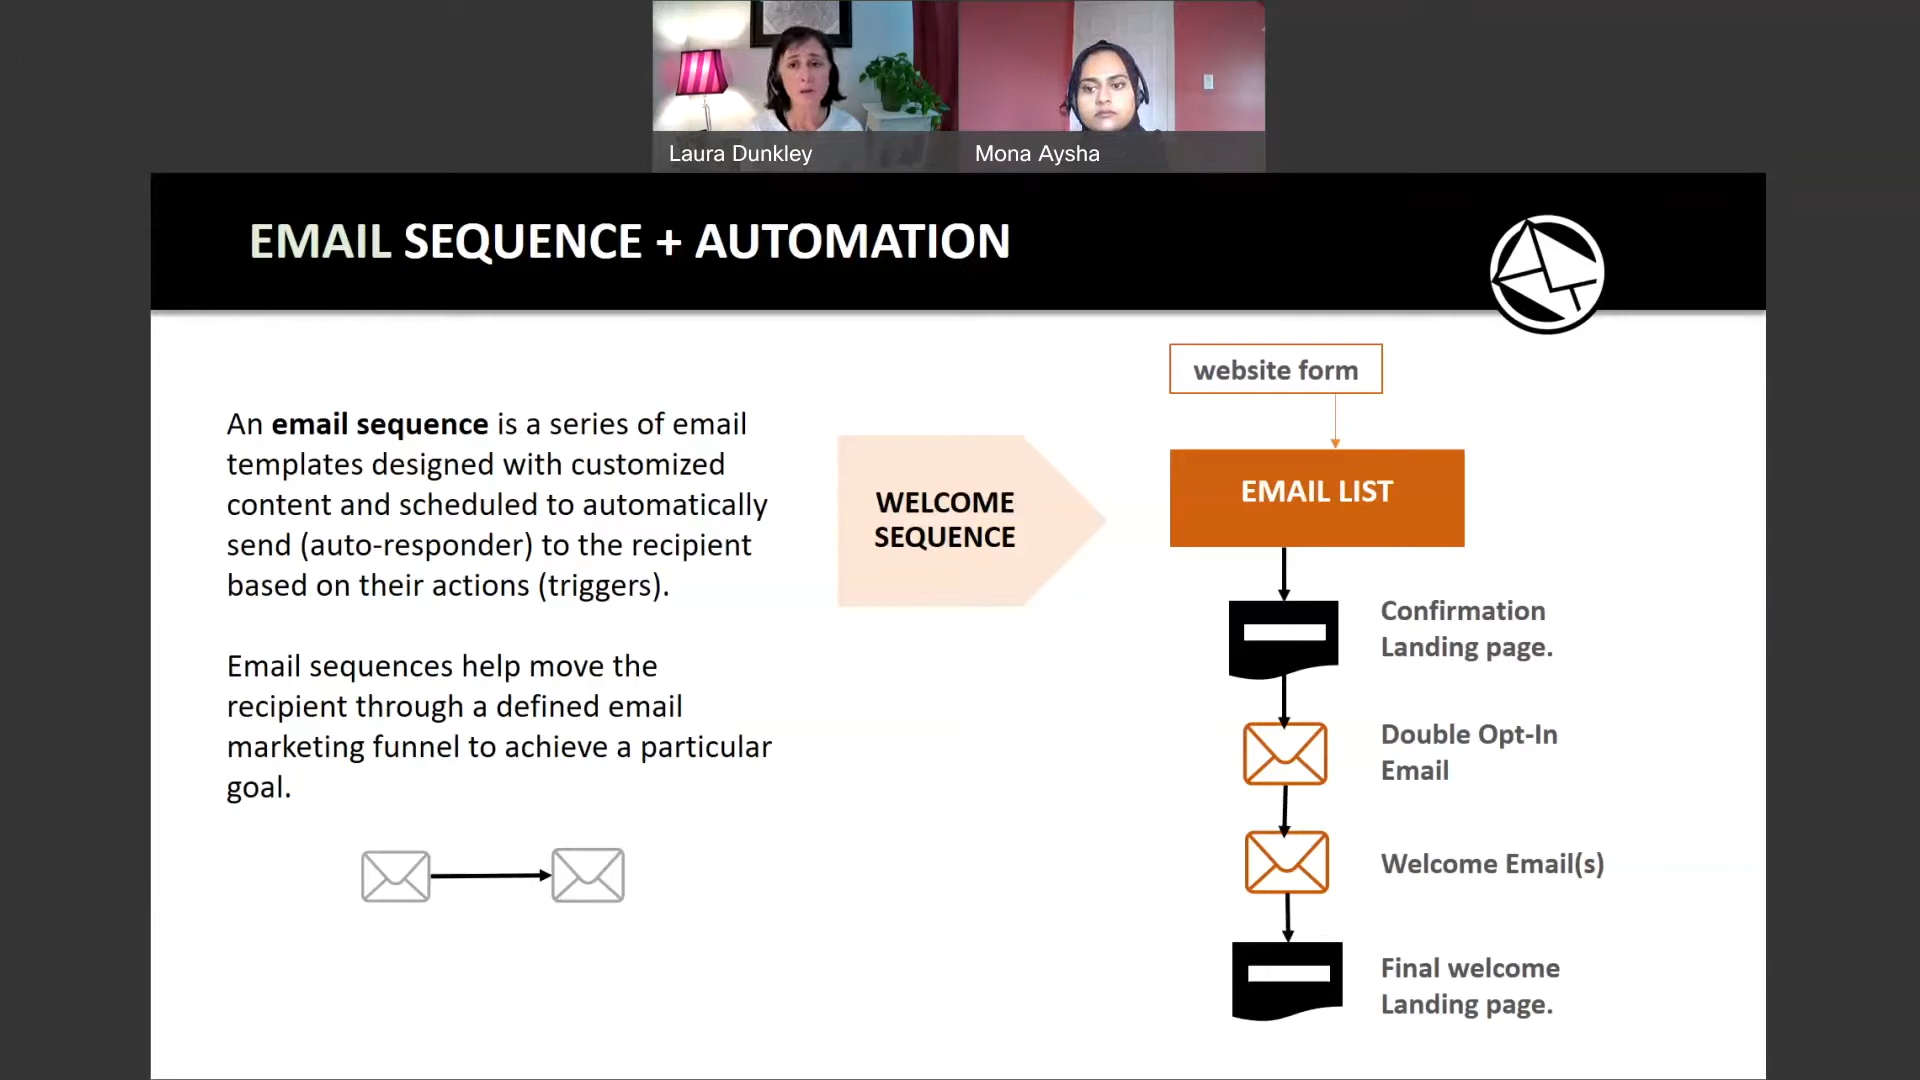 Laura Dunkley
Mona Aysha
EMAIL SEQUENCE + AUTOMATION
An email sequence is a series of email
templates designed with customized
content and scheduled to automatically
send (auto-responder) to the recipient
based on their actions (triggers).
Email sequences help move the
recipient through a defined email
marketing funnel to achieve a particular
goal.
WELCOME
SEQUENCE
website form
EMAIL LIST
Confirmation
Landing page.
Double Opt-In
Email
Welcome Email(s)
Final welcome
Landing page.